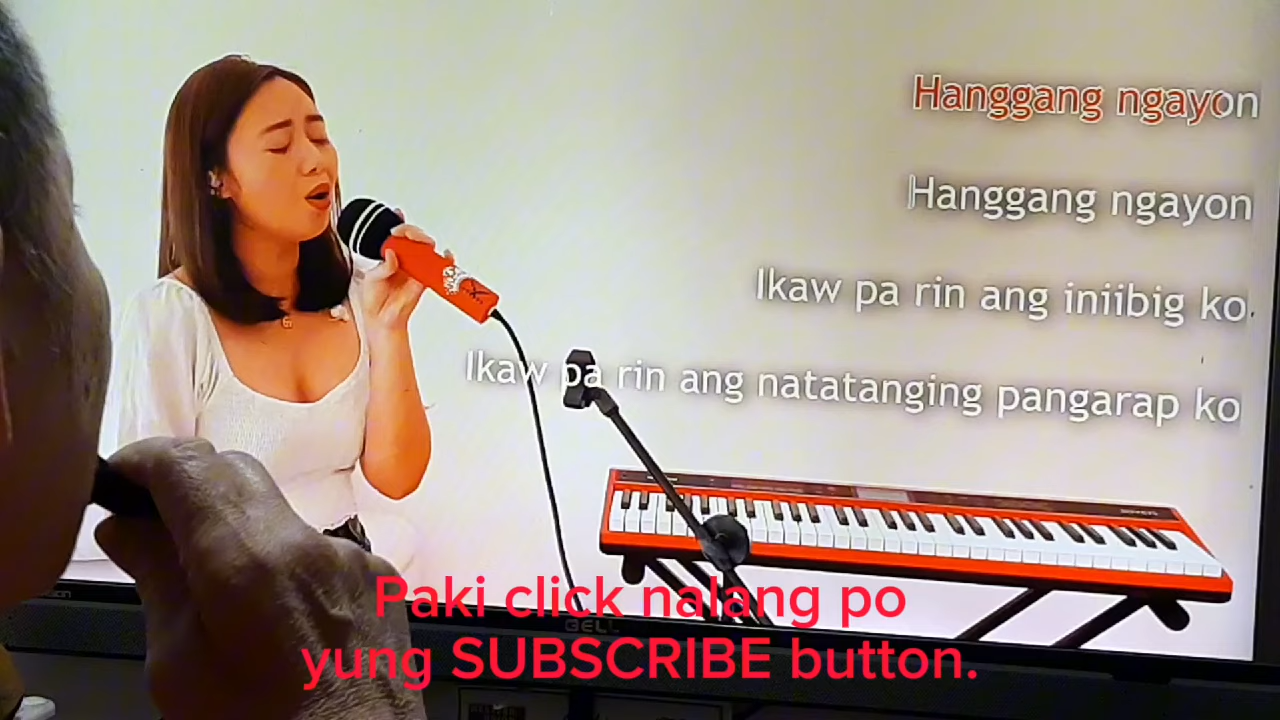 Hanggang ngayon
Hanggang ngayon
Ikaw pa rin ang iniibig ko
Ikaw pa rin ang natatanging pangarap ko
Paki click nalang po
yung SUBSCRIBE button.